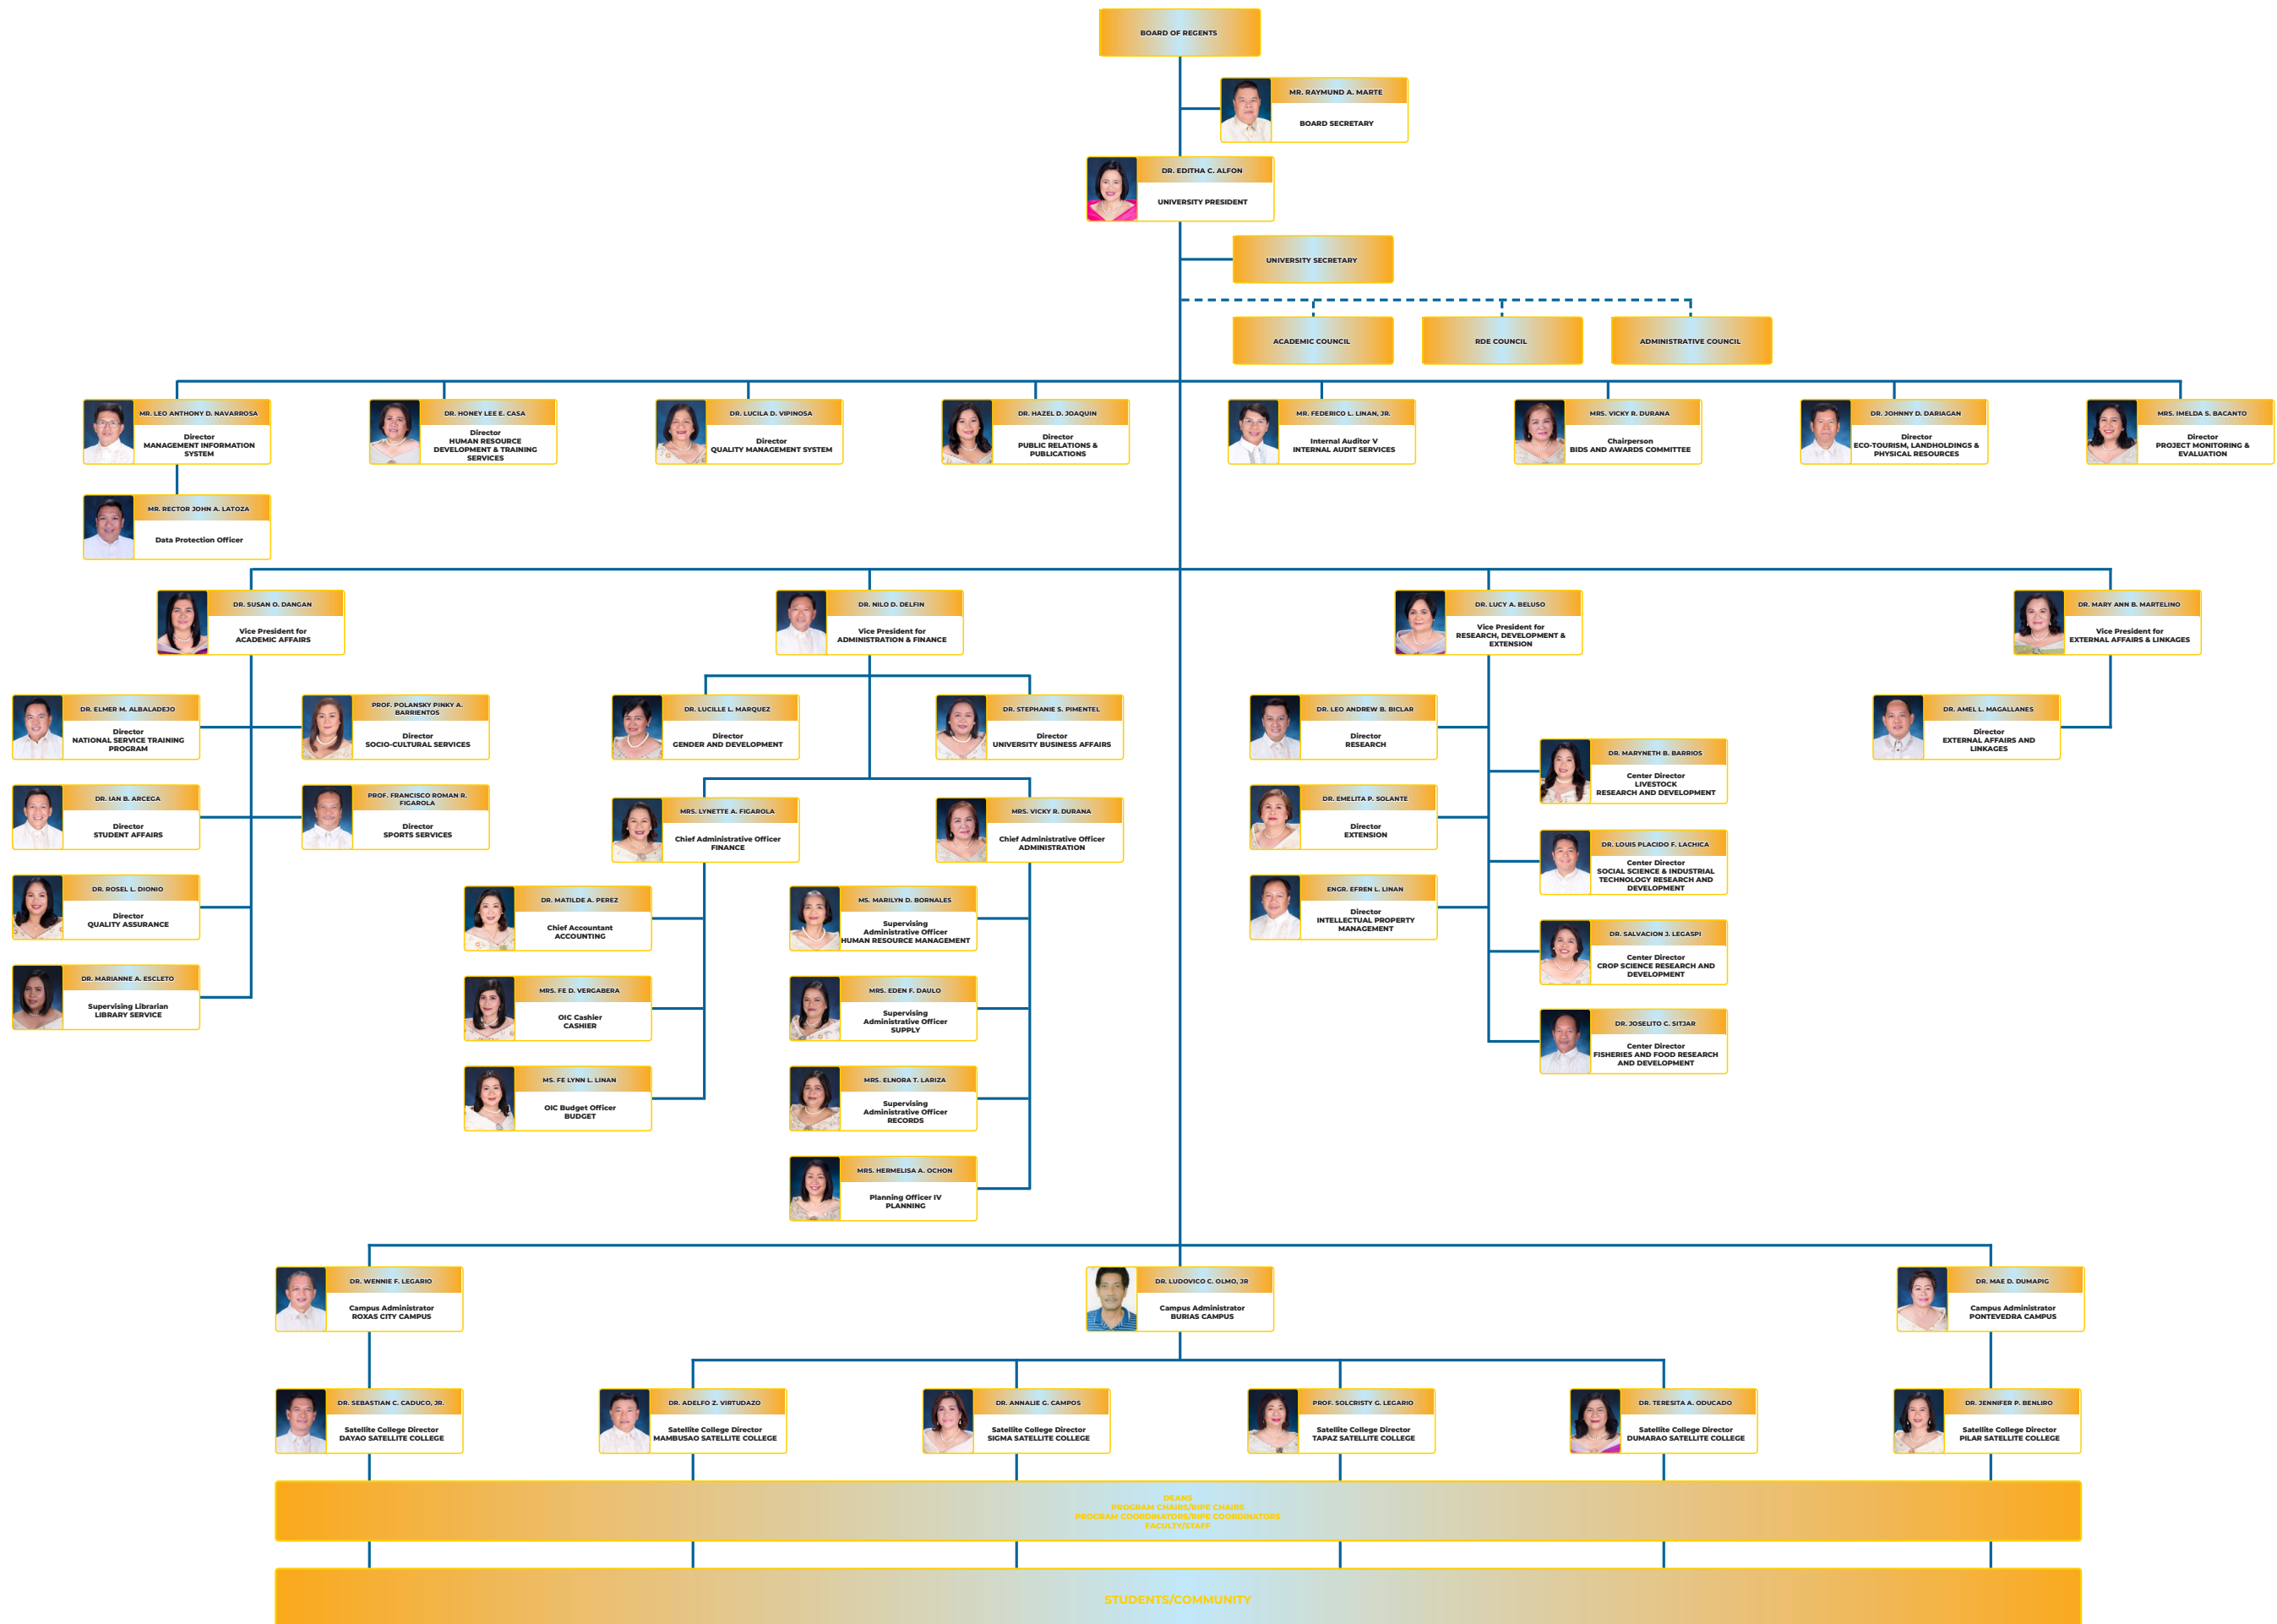 BOARD OF REGENTS
MR. RAYMUND A. MARTE
BOARD SECRETARY
DR. EDITHA C. ALFON
UNIVERSITY PRESIDENT
UNIVERSITY SECRETARY
ACADEMIC COUNCIL
RDE COUNCIL
ADMINISTRATIVE COUNCIL
MR. LEO ANTHONY D. NAVARROSA
Director
MANAGEMENT INFORMATION
SYSTEM
DR. HONEY LEE E. CASA
Director
HUMAN RESOURCE
DEVELOPMENT & TRAINING
SERVICES
DR. LUCILA D. VIPINOSA
Director
QUALITY MANAGEMENT SYSTEM
DR. HAZEL D. JOAQUIN
Director
PUBLIC RELATIONS &
PUBLICATIONS
MR. FEDERICO L. LINAN, JR.
Internal Auditor V
INTERNAL AUDIT SERVICES
MRS. VICKY R. DURANA
Chairperson
BIDS AND AWARDS COMMITTEE
DR. JOHNNY D. DARIAGAN
Director
ECO-TOURISM, LANDHOLDINGS &
PHYSICAL RESOURCES
MRS. IMELDA S. BACANTO
Director
PROJECT MONITORING &
EVALUATION
MR. RECTOR JOHN A. LATOZA
Data Protection Officer
DR. SUSAN O. DANGAN
Vice President for
ACADEMIC AFFAIRS
DR. NILO D. DELFIN
Vice President for
ADMINISTRATION & FINANCE
DR. LUCY A. BELUSO
Vice President for
RESEARCH, DEVELOPMENT &
EXTENSION
DR. MARY ANN B. MARTELINO
Vice President for
EXTERNAL AFFAIRS & LINKAGES
DR. ELMER M. ALBALADEJO
Director
NATIONAL SERVICE TRAINING
PROGRAM
PROF. POLANSKY PINKY A.
BARRIENTOS
Director
SOCIO-CULTURAL SERVICES
DR. LUCILLE L. MARQUEZ
Director
GENDER AND DEVELOPMENT
DR. STEPHANIE S. PIMENTEL
Director
UNIVERSITY BUSINESS AFFAIRS
DR. LEO ANDREW B. BICLAR
Director
RESEARCH
DR. AMEL L. MAGALLANES
Director
EXTERNAL AFFAIRS AND
LINKAGES
DR. MARYNETH B. BARRIOS
Center Director
LIVESTOCK
RESEARCH AND DEVELOPMENT
DR. IAN B. ARCEGA
Director
STUDENT AFFAIRS
PROF. FRANCISCO ROMAN R.
FIGAROLA
Director
SPORTS SERVICES
MRS. LYNETTE A. FIGAROLA
Chief Administrative Officer
FINANCE
MRS. VICKY R. DURANA
Chief Administrative Officer
ADMINISTRATION
DR. EMELITA P. SOLANTE
Director
EXTENSION
DR. LOUIS PLACIDO F. LACHICA
Center Director
SOCIAL SCIENCE & INDUSTRIAL
TECHNOLOGY RESEARCH AND
DEVELOPMENT
DR. ROSEL L. DIONIO
Director
QUALITY ASSURANCE
DR. MATILDE A. PEREZ
Chief Accountant
ACCOUNTING
MS. MARILYN D. BORNALES
Supervising
Administrative Officer
HUMAN RESOURCE MANAGEMENT
ENGR. EFREN L. LINAN
Director
INTELLECTUAL PROPERTY
MANAGEMENT
DR. SALVACION J. LEGASPI
Center Director
CROP SCIENCE RESEARCH AND
DEVELOPMENT
DR. MARIANNE A. ESCLETO
Supervising Librarian
LIBRARY SERVICE
MRS. FE D. VERGABERA
OIC Cashier
CASHIER
MRS. EDEN F. DAULO
Supervising
Administrative Officer
SUPPLY
DR. JOSELITO C. SITJAR
Center Director
FISHERIES AND FOOD RESEARCH
AND DEVELOPMENT
MS. FE LYNN L. LINAN
OIC Budget Officer
BUDGET
MRS. ELNORA T. LARIZA
Supervising
Administrative Officer
RECORDS
MRS. HERMELISA A. OCHON
Planning Officer IV
PLANNING
DR. WENNIE F. LEGARIO
Campus Administrator
ROXAS CITY CAMPUS
DR. LUDOVICO C. OLMO, JR
Campus Administrator
BURIAS CAMPUS
DR. MAE D. DUMAPIG
Campus Administrator
PONTEVEDRA CAMPUS
DR. SEBASTIAN C. CADUCO, JR.
Satellite College Director
DAYAO SATELLITE COLLEGE
DR. ADELFO Z. VIRTUDAZO
Satellite College Director
MAMBUSAO SATELLITE COLLEGE
DR. ANNALIE G. CAMPOS
Satellite College Director
SIGMA SATELLITE COLLEGE
PROF. SOLCRISTY G. LEGARIO
Satellite College Director
TAPAZ SATELLITE COLLEGE
DR. TERESITA A. ODUCADO
Satellite College Director
DUMARAO SATELLITE COLLEGE
DR. JENNIFER P. BENLIRO
Satellite College Director
PILAR SATELLITE COLLEGE
DEANS
PROGRAM CHAIRS/RIPE CHAIRS
PROGRAM COORDINATORS/RIPE COORDINATORS
FACULTY/STAFF
STUDENTS/COMMUNITY